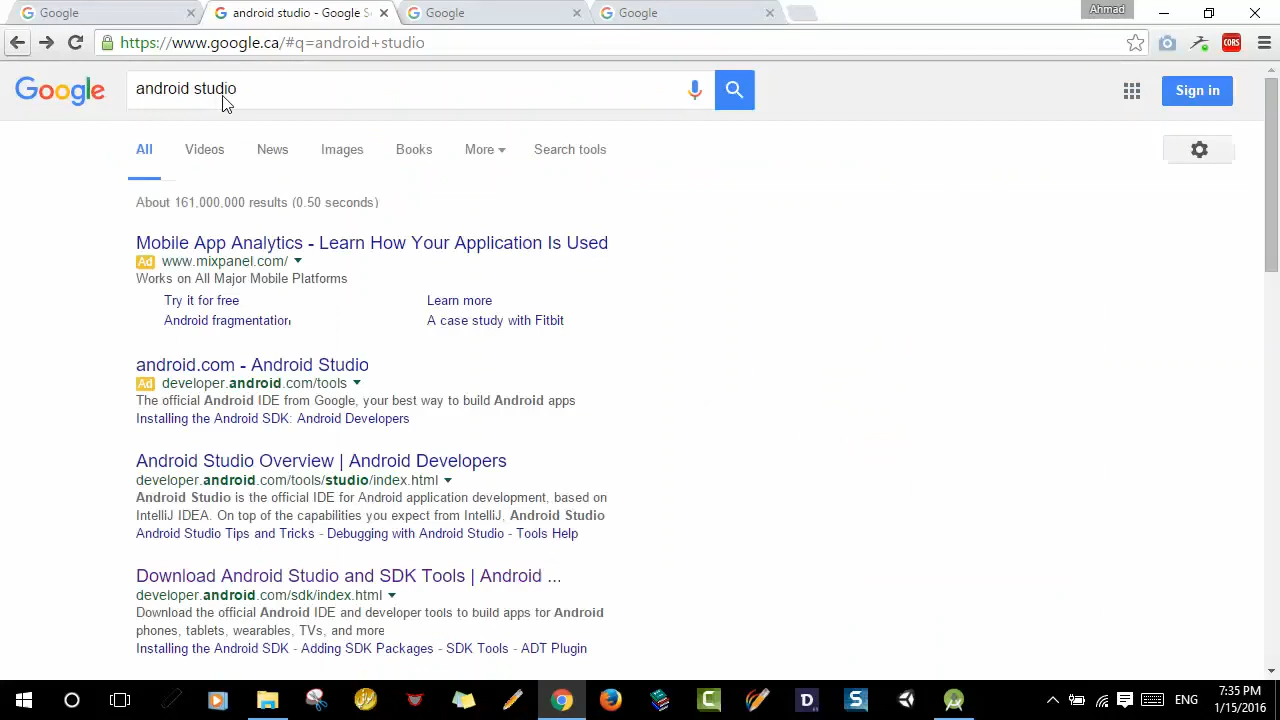 Google
android studio - Google S
Google
Google
Ahmad
https://www.google.ca/#q=android+studio
CORS
Google
android studio
Sign in
All
Videos
News
Images
Books
More
Search tools
About 161,000,000 results (0.50 seconds)
Mobile App Analytics - Learn How Your Application Is Used
Ad www.mixpanel.com/
Works on All Major Mobile Platforms
Try it for free
Learn more
Android fragmentation
A case study with Fitbit
android.com - Android Studio
Ad developer.android.com/tools
The official Android IDE from Google, your best way to build Android apps
Installing the Android SDK: Android Developers
Android Studio Overview | Android Developers
developer.android.com/tools/studio/index.html
Android Studio is the official IDE for Android application development, based on
IntelliJ IDEA. On top of the capabilities you expect from IntelliJ, Android Studio
Android Studio Tips and Tricks - Debugging with Android Studio - Tools Help
Download Android Studio and SDK Tools | Android ...
developer.android.com/sdk/index.html
Download the official Android IDE and developer tools to build apps for Android
phones, tablets, wearables, TVs, and more
Installing the Android SDK - Adding SDK Packages - SDK Tools - ADT Plugin
ENG
7:35 PM
1/15/2016